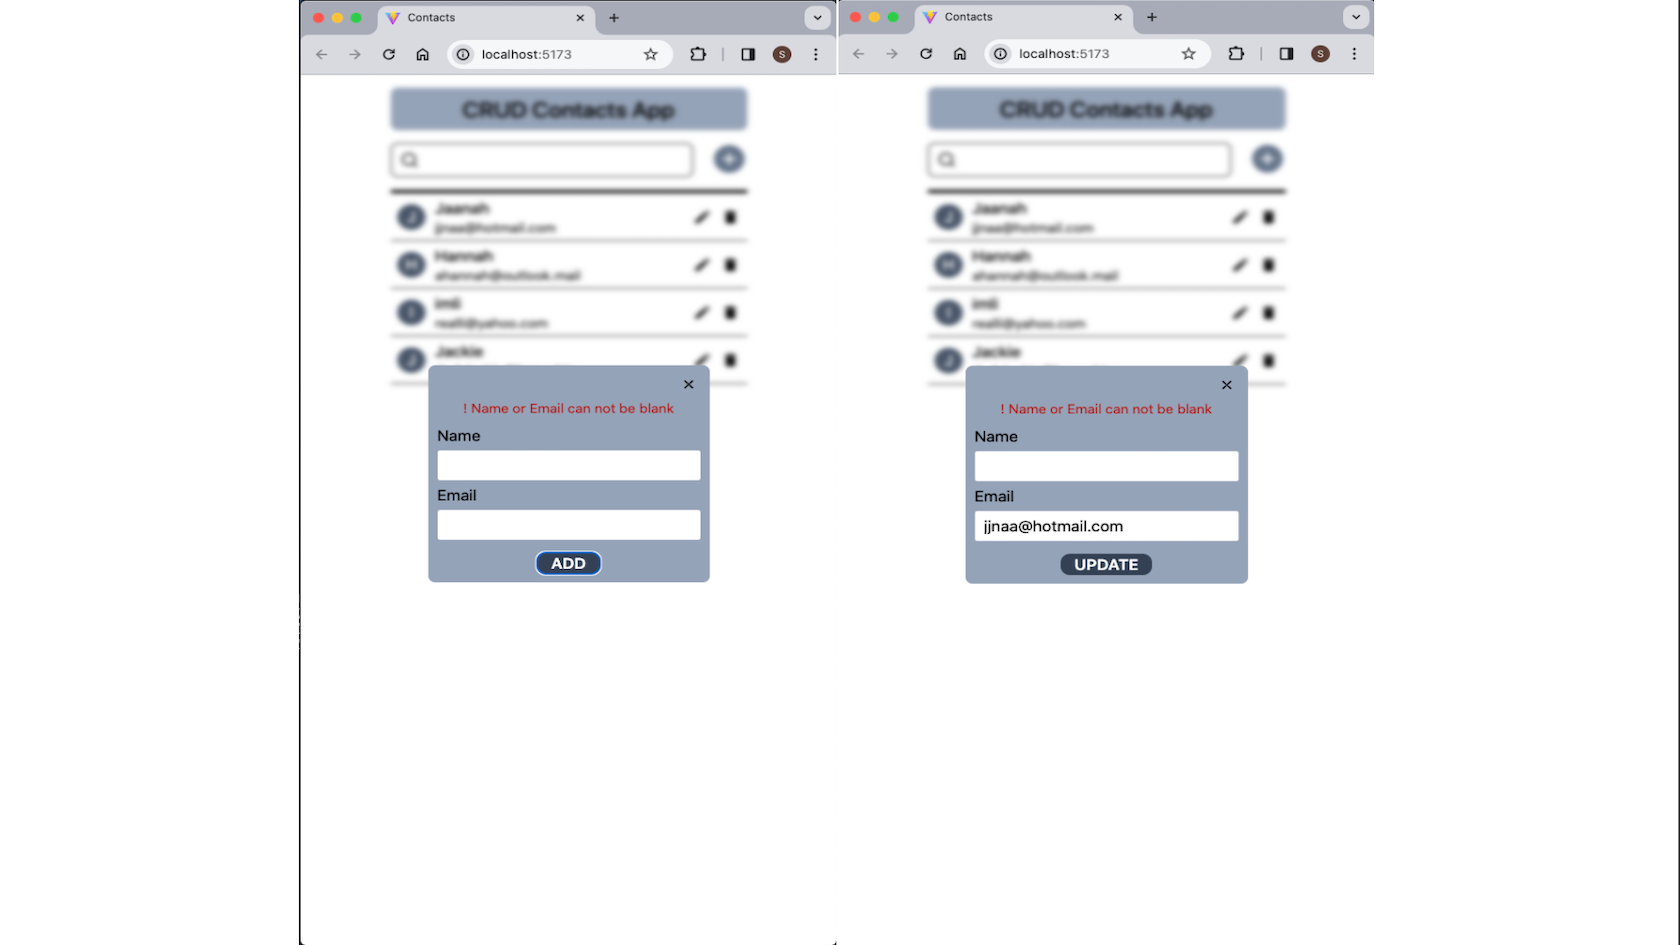 Contacts
localhost:5173
S
CRUD Contacts App
Jaanah
jjnaa@hotmail.com
Hannah
ahannah@outlook.mail
imli
realli@yahoo.com
Jackie
! Name or Email can not be blank
Name
Email
ADD
Contacts
localhost:5173
S
CRUD Contacts App
Jaanah
jjnaa@hotmail.com
Hannah
ahannah@outlook.mail
imli
realli@yahoo.com
Jackie
! Name or Email can not be blank
Name
Email
jjnaa@hotmail.com
UPDATE